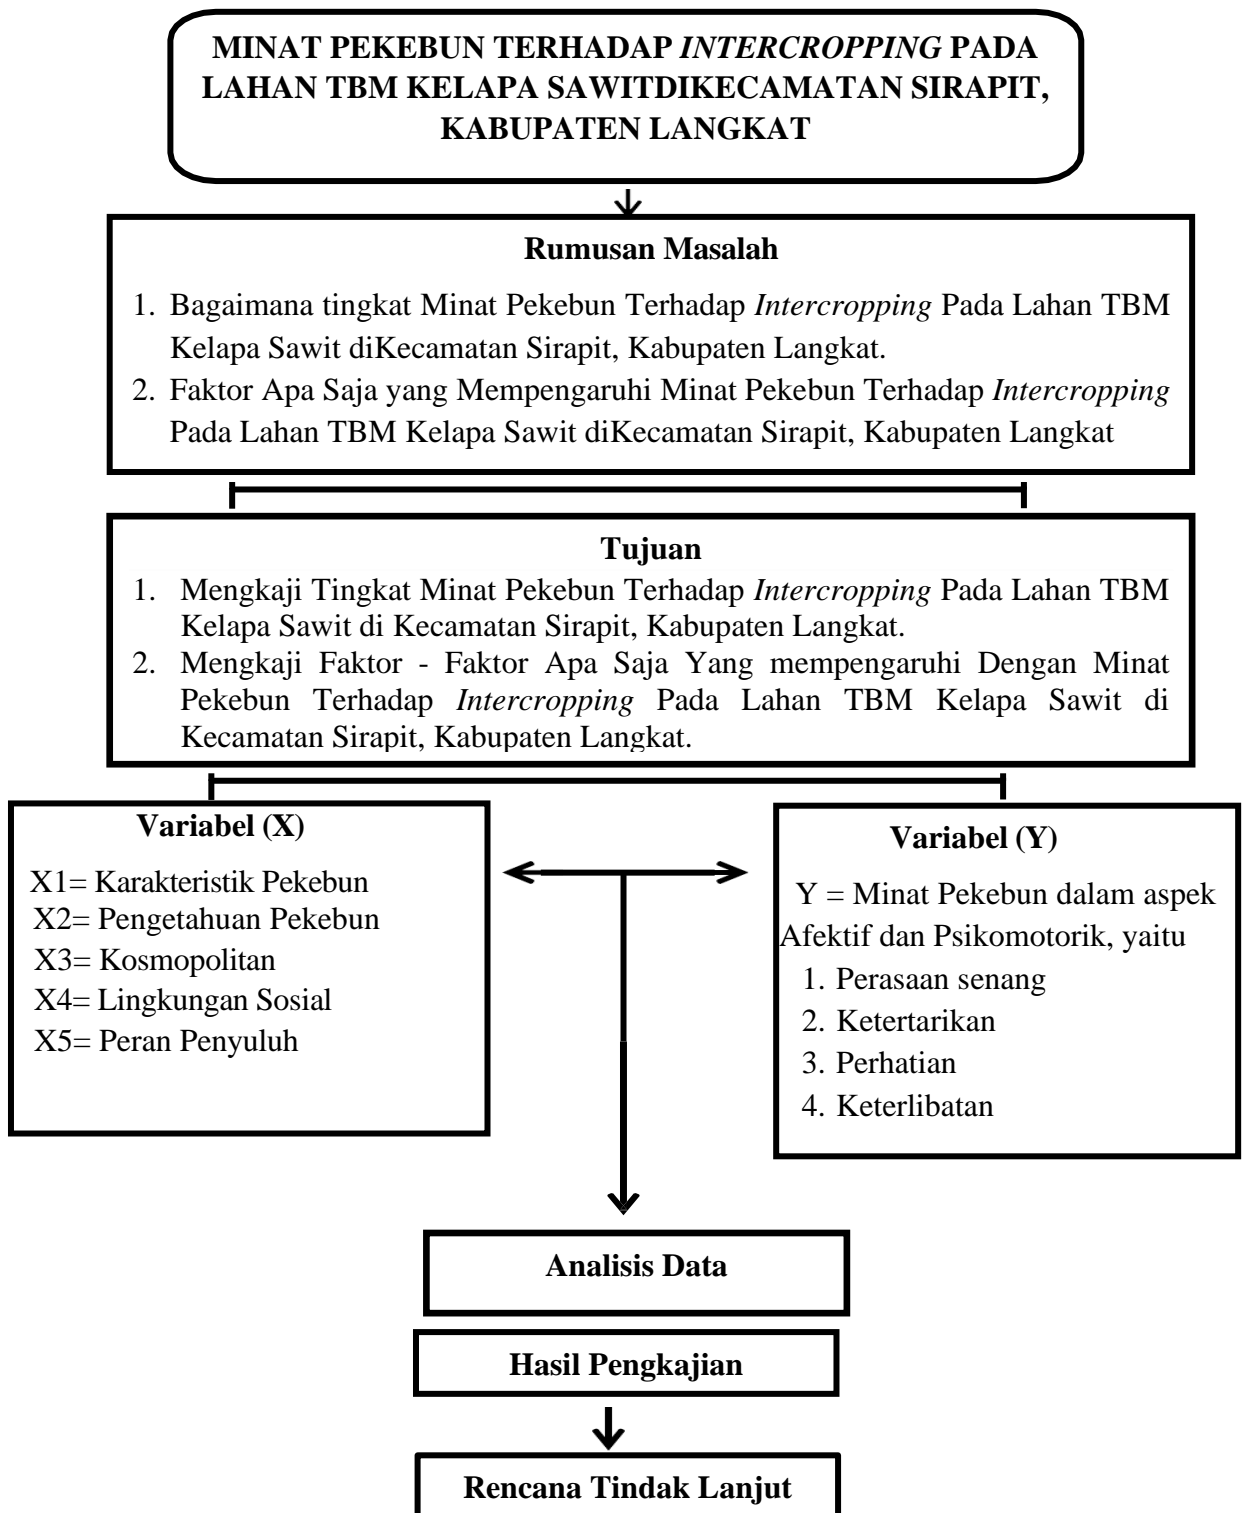 MINAT PEKEBUN TERHADAP INTERCROPPING PADA
LAHAN TBM KELAPA SAWITDIKECAMATAN SIRAPIT,
KABUPATEN LANGKAT
Rumusan Masalah
1. Bagaimana tingkat Minat Pekebun Terhadap Intercropping Pada Lahan TBM
Kelapa Sawit diKecamatan Sirapit, Kabupaten Langkat.
2. Faktor Apa Saja yang Mempengaruhi Minat Pekebun Terhadap Intercropping
Pada Lahan TBM Kelapa Sawit diKecamatan Sirapit, Kabupaten Langkat
Tujuan
1. Mengkaji Tingkat Minat Pekebun Terhadap Intercropping Pada Lahan TBM
Kelapa Sawit di Kecamatan Sirapit, Kabupaten Langkat.
2. Mengkaji Faktor - Faktor Apa Saja Yang mempengaruhi Dengan Minat
Pekebun Terhadap Intercropping Pada Lahan TBM Kelapa Sawit di
Kecamatan Sirapit, Kabupaten Langkat.
Variabel (X)
X1= Karakteristik Pekebun
X2= Pengetahuan Pekebun
X3= Kosmopolitan
X4= Lingkungan Sosial
X5= Peran Penyuluh
Variabel (Y)
Y = Minat Pekebun dalam aspek
Afektif dan Psikomotorik, yaitu
1. Perasaan senang
2. Ketertarikan
3. Perhatian
4. Keterlibatan
Analisis Data
Hasil Pengkajian
Rencana Tindak Lanjut